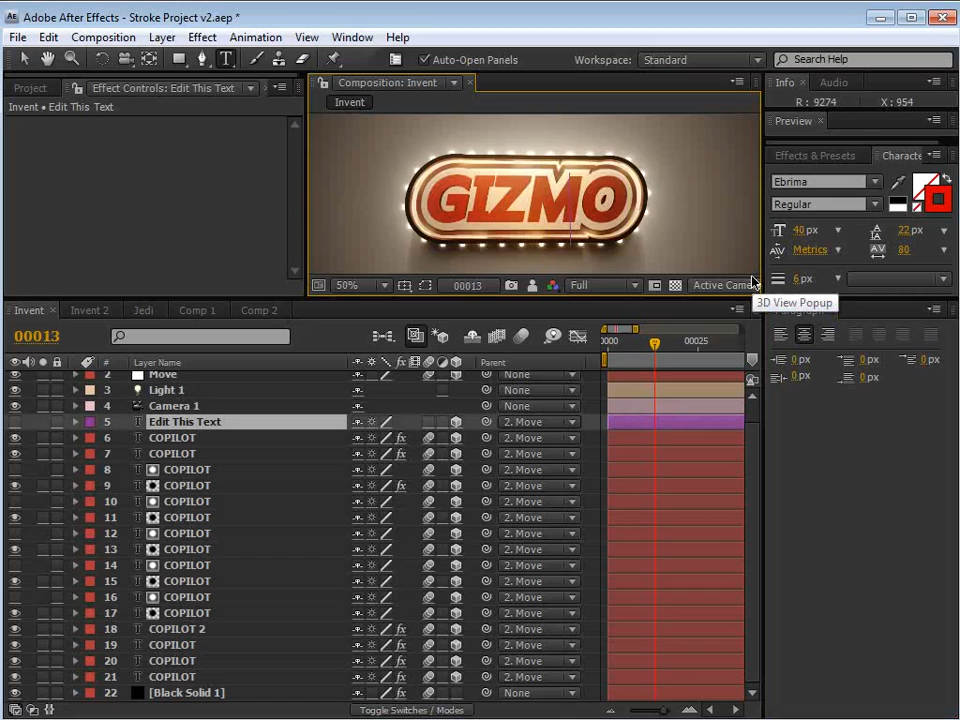 Adobe After Effects - Stroke Project v2.aep *
File Edit Composition Layer Effect Animation View Window Help
Auto-Open Panels
Workspace: Standard
Search Help
Project
Effect Controls: Edit This Text
Composition: Invent
Info
Audio
Invent • Edit This Text
Invent
R : 9274
X : 954
Preview
Effects & Presets
Characte
GIZMO
Ebrima
Regular
40 px
22 px
Metrics
80
6 px
50%
00013
Full
Active Came
3D View Popup
Invent
Invent 2
Jedi
Comp 1
Comp 2
00013
0000
00025
0 px
0 px
0 px
0 px
0 px
# Layer Name Parent
2 Move None
3 Light 1 None
4 Camera 1 None
5 T Edit This Text 2. Move
6 T COPILOT fx 2. Move
7 T COPILOT fx 2. Move
8 T COPILOT 2. Move
9 T COPILOT fx 2. Move
10 T COPILOT 2. Move
11 T COPILOT 2. Move
12 T COPILOT 2. Move
13 T COPILOT 2. Move
14 T COPILOT 2. Move
15 T COPILOT 2. Move
16 T COPILOT 2. Move
17 T COPILOT 2. Move
18 T COPILOT 2 fx 2. Move
19 T COPILOT fx 2. Move
20 T COPILOT fx 2. Move
21 T COPILOT fx 2. Move
22 [Black Solid 1] fx None
Toggle Switches / Modes